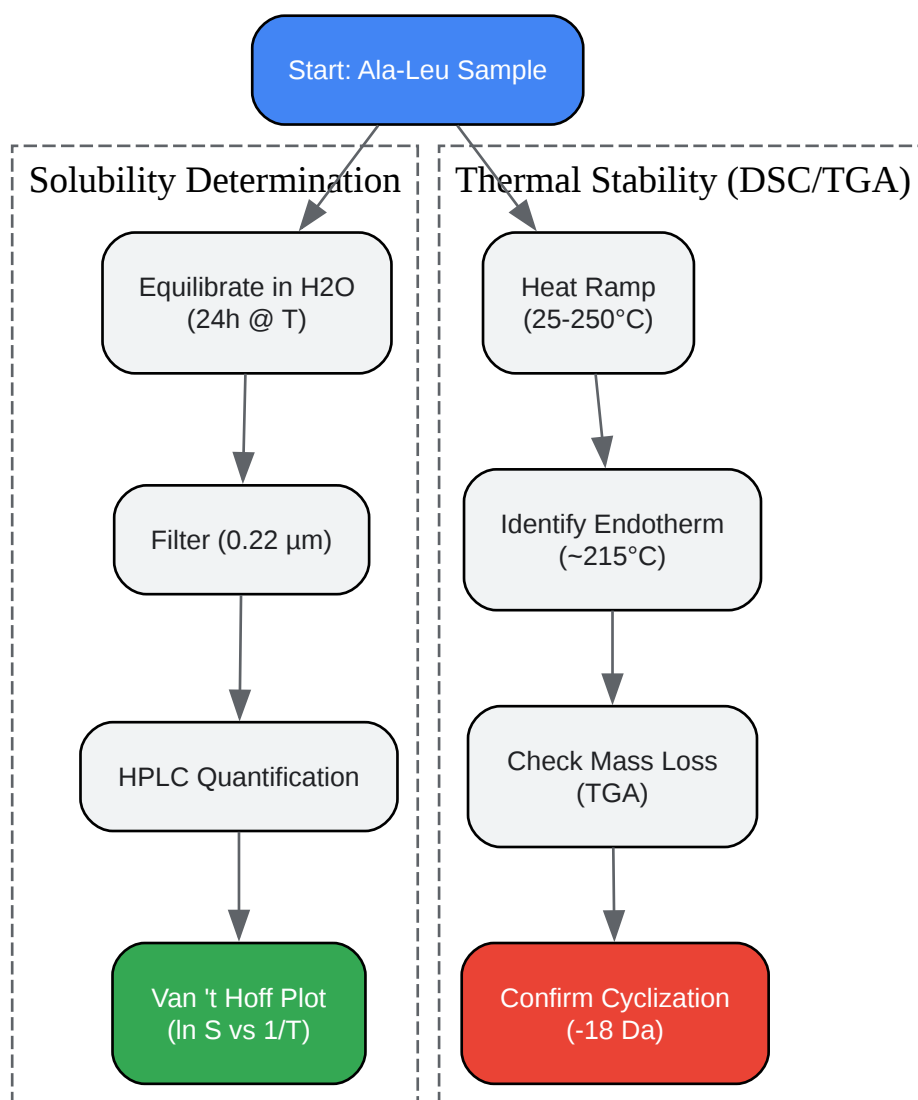 Start: Ala-Leu Sample
Solubility Determination
Equilibrate in H2O
(24h @ T)
Filter (0.22 µm)
HPLC Quantification
Van 't Hoff Plot
(ln S vs 1/T)
Thermal Stability (DSC/TGA)
Heat Ramp
(25-250°C)
Identify Endotherm
(~215°C)
Check Mass Loss
(TGA)
Confirm Cyclization
(-18 Da)